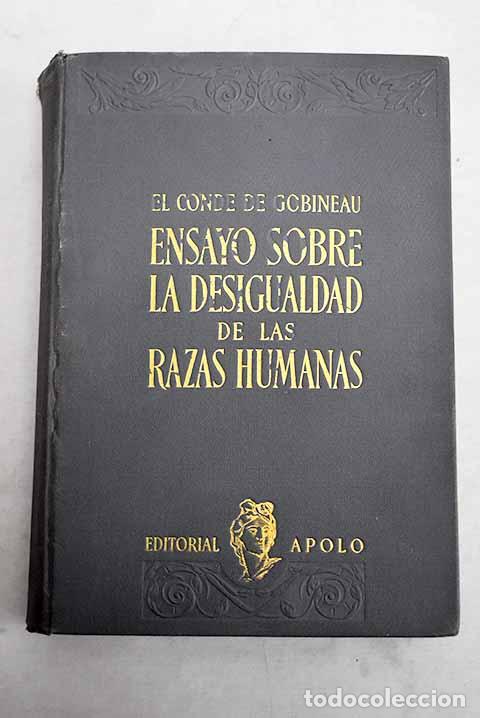 EL CONDE DE GOBINEAU
ENSAYO SOBRE
LA DESIGUALDAD
DE LAS
RAZAS HUMANAS
EDITORIAL APOLO
todocoleccion